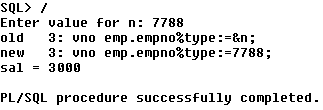 SQL> /
Enter value for n: 7788
old   3: vno emp.empno%type:=&n;
new   3: vno emp.empno%type:=7788;
sal = 3000
PL/SQL procedure successfully completed.